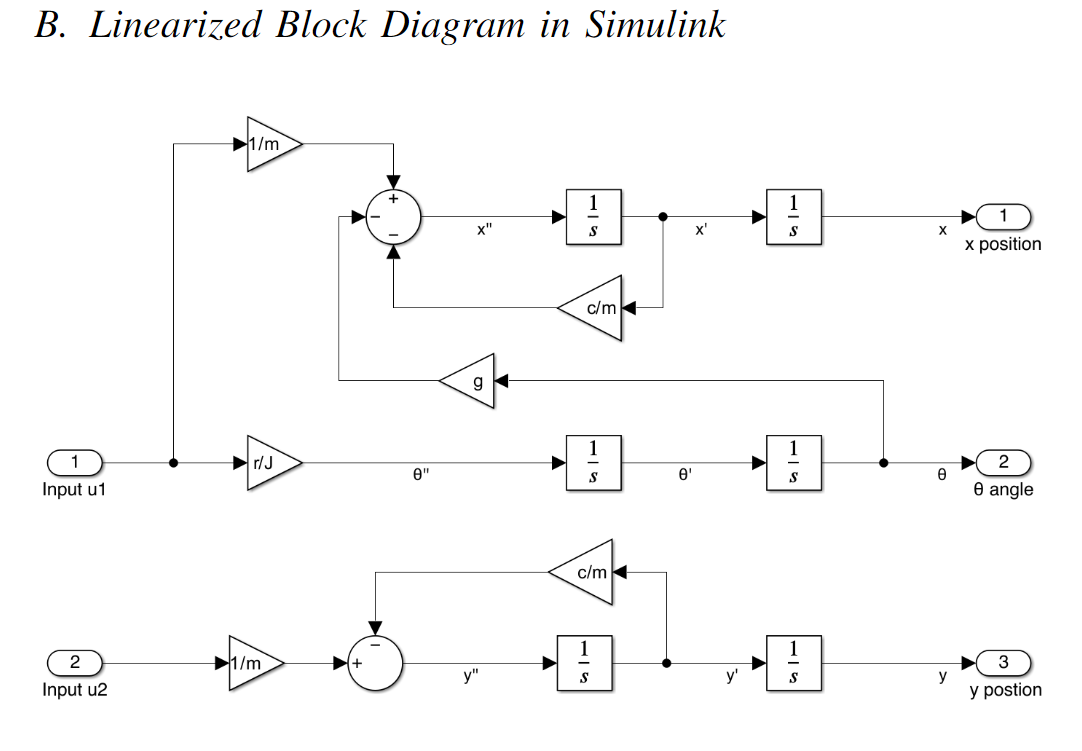 B. Linearized Block Diagram in Simulink
1/m
+
−
−
x"
1
s
x'
1
s
x
1
x position
c/m
g
1
Input u1
r/J
θ"
1
s
θ'
1
s
θ
2
θ angle
c/m
2
Input u2
1/m
−
+
y"
1
s
y'
1
s
y
3
y postion